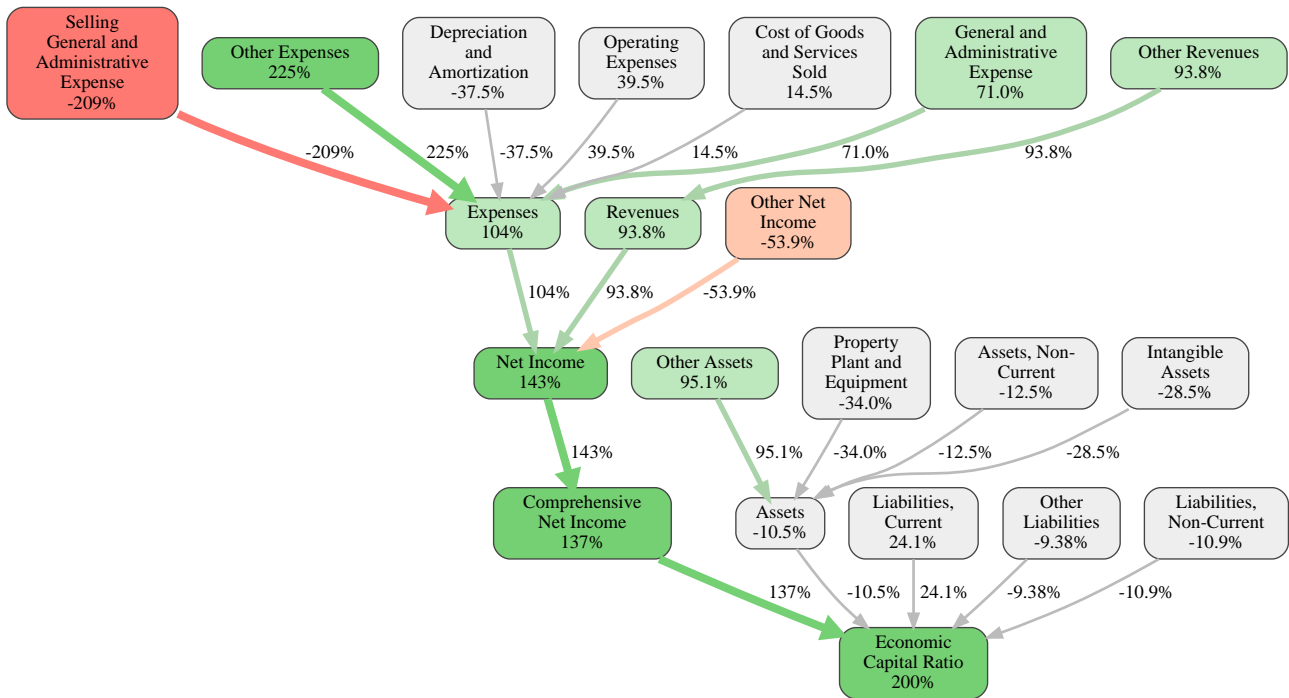 Selling
General and
Administrative
Expense
-209%
Other Expenses
225%
Depreciation
and
Amortization
-37.5%
Operating
Expenses
39.5%
Cost of Goods
and Services
Sold
14.5%
General and
Administrative
Expense
71.0%
Other Revenues
93.8%
-209%
225%
-37.5%
39.5%
14.5%
71.0%
93.8%
Expenses
104%
Revenues
93.8%
Other Net
Income
-53.9%
104%
93.8%
-53.9%
Net Income
143%
Other Assets
95.1%
Property
Plant and
Equipment
-34.0%
Assets, Non-
Current
-12.5%
Intangible
Assets
-28.5%
143%
95.1%
-34.0%
-12.5%
-28.5%
Comprehensive
Net Income
137%
Assets
-10.5%
Liabilities,
Current
24.1%
Other
Liabilities
-9.38%
Liabilities,
Non-Current
-10.9%
137%
-10.5%
24.1%
-9.38%
-10.9%
Economic
Capital Ratio
200%